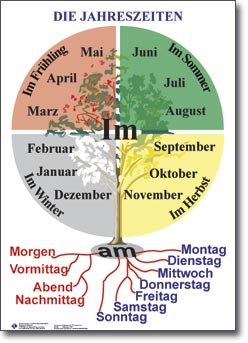 DIE JAHRESZEITEN
Im Frühling
Mai
April
Marz
Im Sommer
Juni
Juli
August
Im
Februar
Januar
Dezember
Im Winter
September
Oktober
November
Im Herbst
am
Morgen
Vormittag
Abend
Nachmittag
Montag
Dienstag
Mittwoch
Donnerstag
Freitag
Samstag
Sonntag